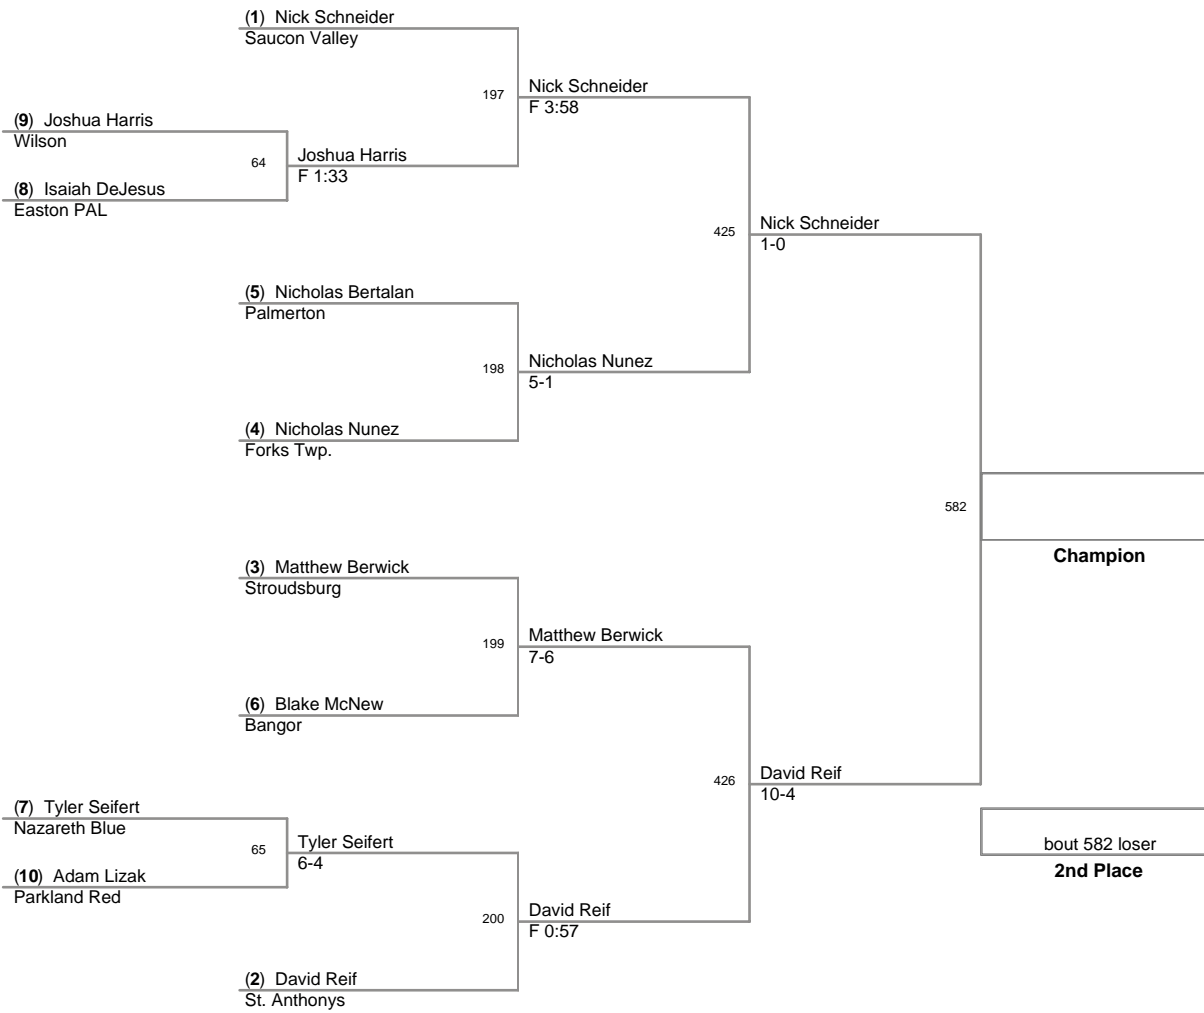 (1) Nick Schneider
Saucon Valley
197
Nick Schneider
F 3:58
(9) Joshua Harris
Wilson
64
Joshua Harris
F 1:33
(8) Isaiah DeJesus
Easton PAL
425
Nick Schneider
1-0
(5) Nicholas Bertalan
Palmerton
198
Nicholas Nunez
5-1
(4) Nicholas Nunez
Forks Twp.
582
Champion
(3) Matthew Berwick
Stroudsburg
199
Matthew Berwick
7-6
(6) Blake McNew
Bangor
426
David Reif
10-4
(7) Tyler Seifert
Nazareth Blue
65
Tyler Seifert
6-4
(10) Adam Lizak
Parkland Red
bout 582 loser
2nd Place
200
David Reif
F 0:57
(2) David Reif
St. Anthonys